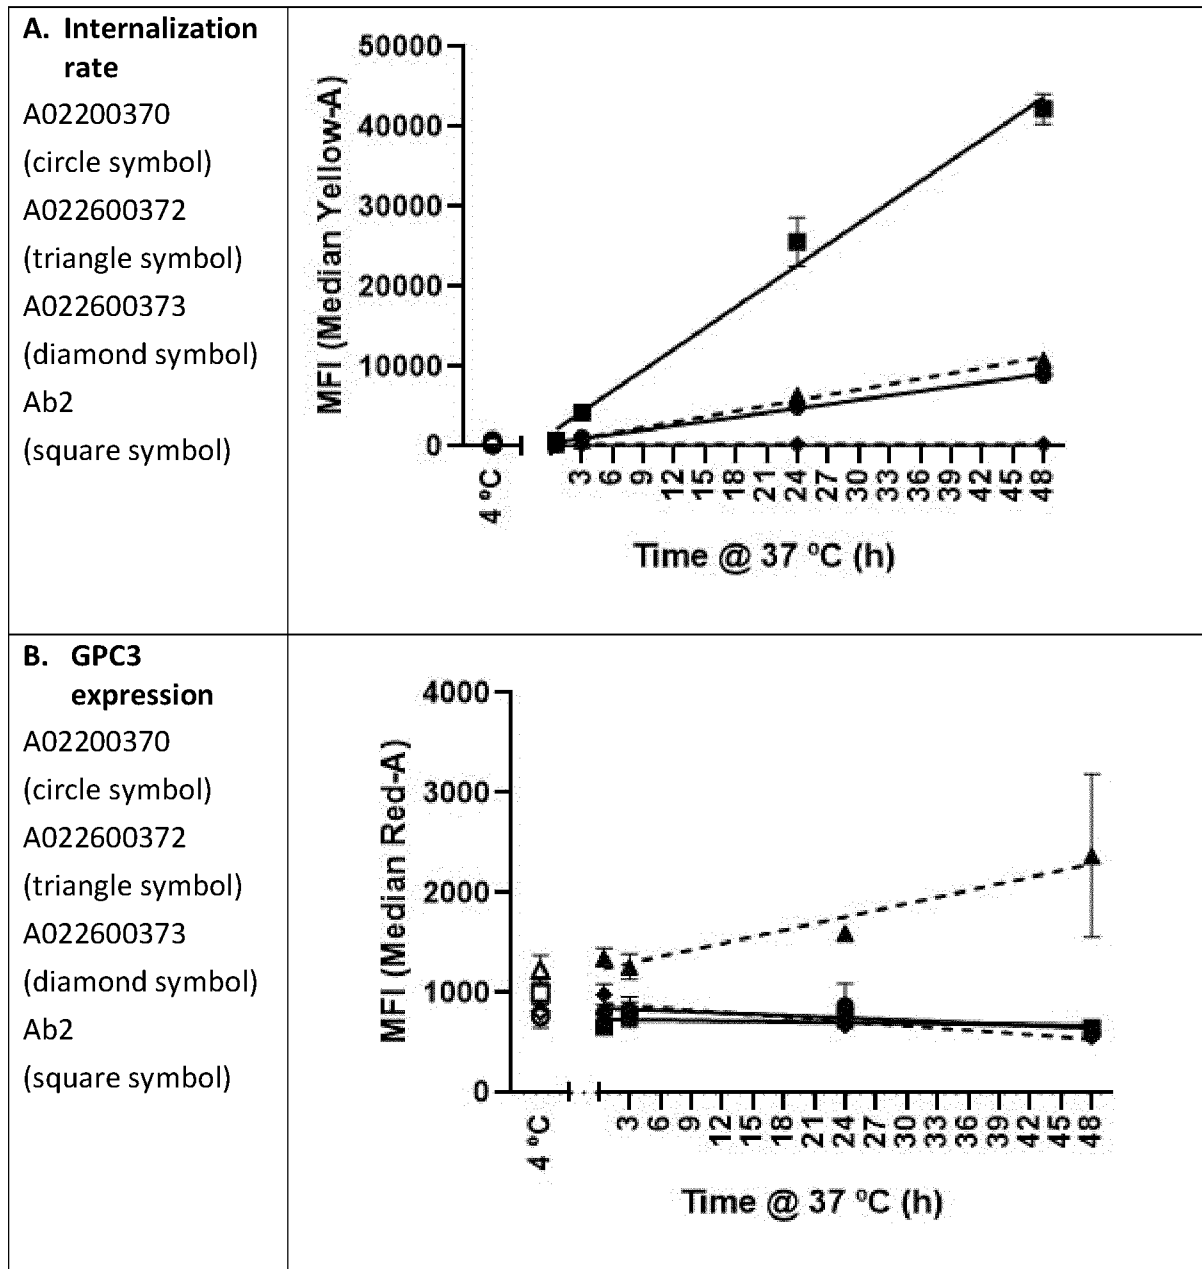 A. Internalization
rate
A02200370
(circle symbol)
A022600372
(triangle symbol)
A022600373
(diamond symbol)
Ab2
(square symbol)
MFI (Median Yellow-A)
50000
40000
30000
20000
10000
0
4 ºC
3
6
9
12
15
18
21
24
27
30
33
36
39
42
45
48
Time @ 37 ºC (h)
B. GPC3
expression
A02200370
(circle symbol)
A022600372
(triangle symbol)
A022600373
(diamond symbol)
Ab2
(square symbol)
MFI (Median Red-A)
4000
3000
2000
1000
0
4 ºC
3
6
9
12
15
18
21
24
27
30
33
36
39
42
45
48
Time @ 37 ºC (h)